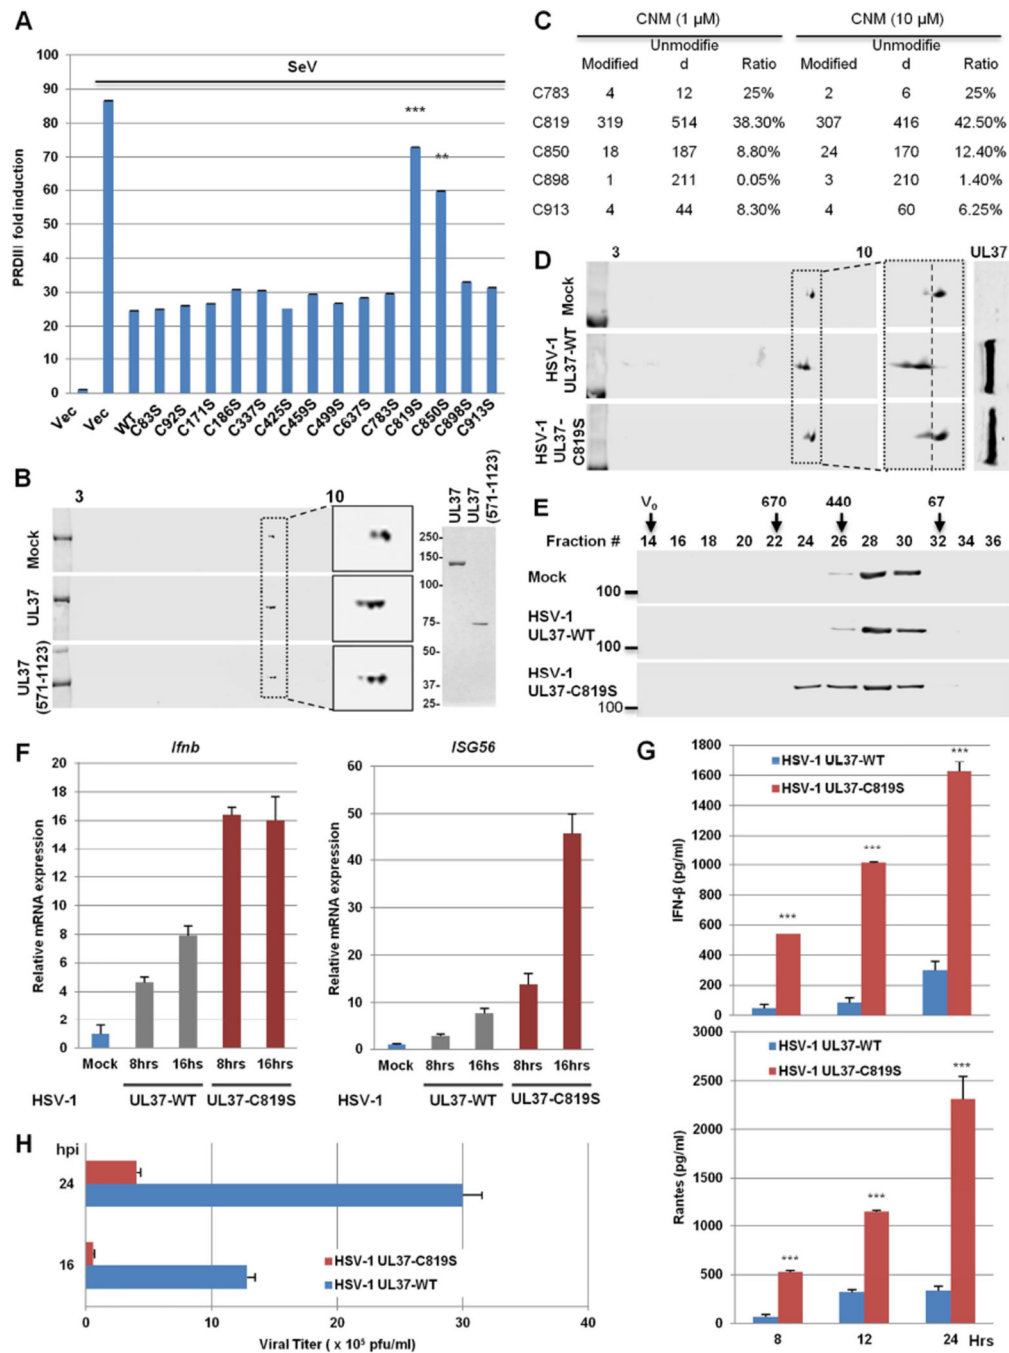 A
PRDIII fold induction
100
90
80
70
60
50
40
30
20
10
0
SeV
***
**
Vec
Vec
WT
C83S
C92S
C171S
C186S
C337S
C425S
C459S
C499S
C637S
C783S
C819S
C850S
C898S
C913S
B
3
10
Mock
UL37
UL37
(571-1123)
UL37
UL37
(571-1123)
250-
150-
100-
75-
50-
37-
25-
C
CNM (1 µM) CNM (10 µM)
Unmodifie Unmodifie
Modified d Ratio Modified d Ratio
C783 4 12 25% 2 6 25%
C819 319 514 38.30% 307 416 42.50%
C850 18 187 8.80% 24 170 12.40%
C898 1 211 0.05% 3 210 1.40%
C913 4 44 8.30% 4 60 6.25%
D
3
10
UL37
Mock
HSV-1
UL37-WT
HSV-1
UL37-
C819S
E
V0 670 440 67
Fraction # 14 16 18 20 22 24 26 28 30 32 34 36
Mock
100
HSV-1
UL37-WT
100
HSV-1
UL37-C819S
100
F
Ifnb
Relative mRNA expression
20
18
16
14
12
10
8
6
4
2
0
Mock 8hrs 16hs 8hrs 16hrs
HSV-1 UL37-WT UL37-C819S
ISG56
Relative mRNA expression
60
50
40
30
20
10
0
Mock 8hrs 16hs 8hrs 16hrs
HSV-1 UL37-WT UL37-C819S
G
IFN-β (pg/ml)
1800
1600
1400
1200
1000
800
600
400
200
0
HSV-1 UL37-WT
HSV-1 UL37-C819S
***
***
***
Rantes (pg/ml)
3000
2500
2000
1500
1000
500
0
HSV-1 UL37-WT
HSV-1 UL37-C819S
***
***
***
8 12 24 Hrs
H
hpi
24
16
HSV-1 UL37-C819S
HSV-1 UL37-WT
0 10 20 30 40
Viral Titer ( x 10⁵ pfu/ml)